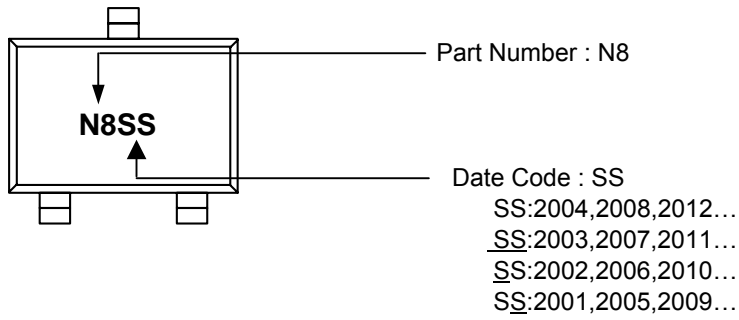 Part Number : N8
N8SS
Date Code : SS
SS:2004,2008,2012…
SS:2003,2007,2011…
SS:2002,2006,2010…
SS:2001,2005,2009…